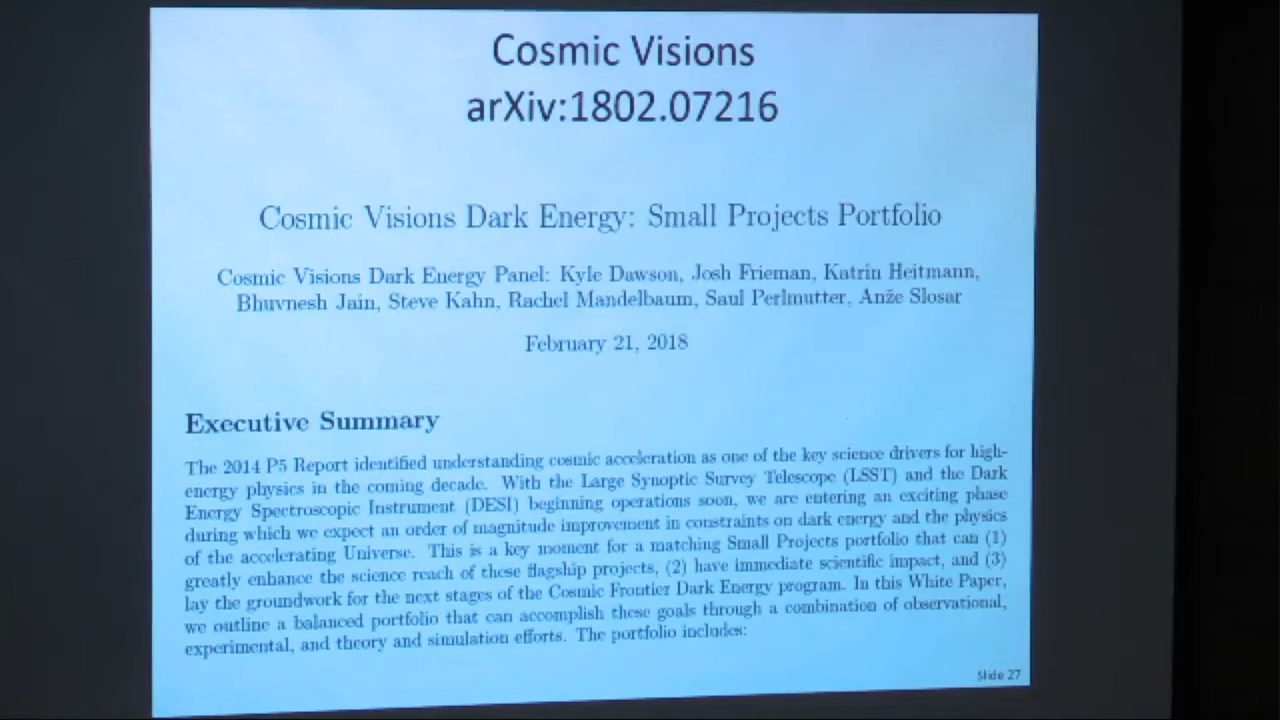 Cosmic Visions
arXiv:1802.07216
Cosmic Visions Dark Energy: Small Projects Portfolio
Cosmic Visions Dark Energy Panel: Kyle Dawson, Josh Frieman, Katrin Heitmann,
Bhuvnesh Jain, Steve Kahn, Rachel Mandelbaum, Saul Perlmutter, Anže Slosar
February 21, 2018
Executive Summary
The 2014 P5 Report identified understanding cosmic acceleration as one of the key science drivers for high-
energy physics in the coming decade. With the Large Synoptic Survey Telescope (LSST) and the Dark
Energy Spectroscopic Instrument (DESI) beginning operations soon, we are entering an exciting phase
during which we expect an order of magnitude improvement in constraints on dark energy and the physics
of the accelerating Universe. This is a key moment for a matching Small Projects portfolio that can (1)
greatly enhance the science reach of these flagship projects, (2) have immediate scientific impact, and (3)
lay the groundwork for the next stages of the Cosmic Frontier Dark Energy program. In this White Paper,
we outline a balanced portfolio that can accomplish these goals through a combination of observational,
experimental, and theory and simulation efforts. The portfolio includes:
Slide 27